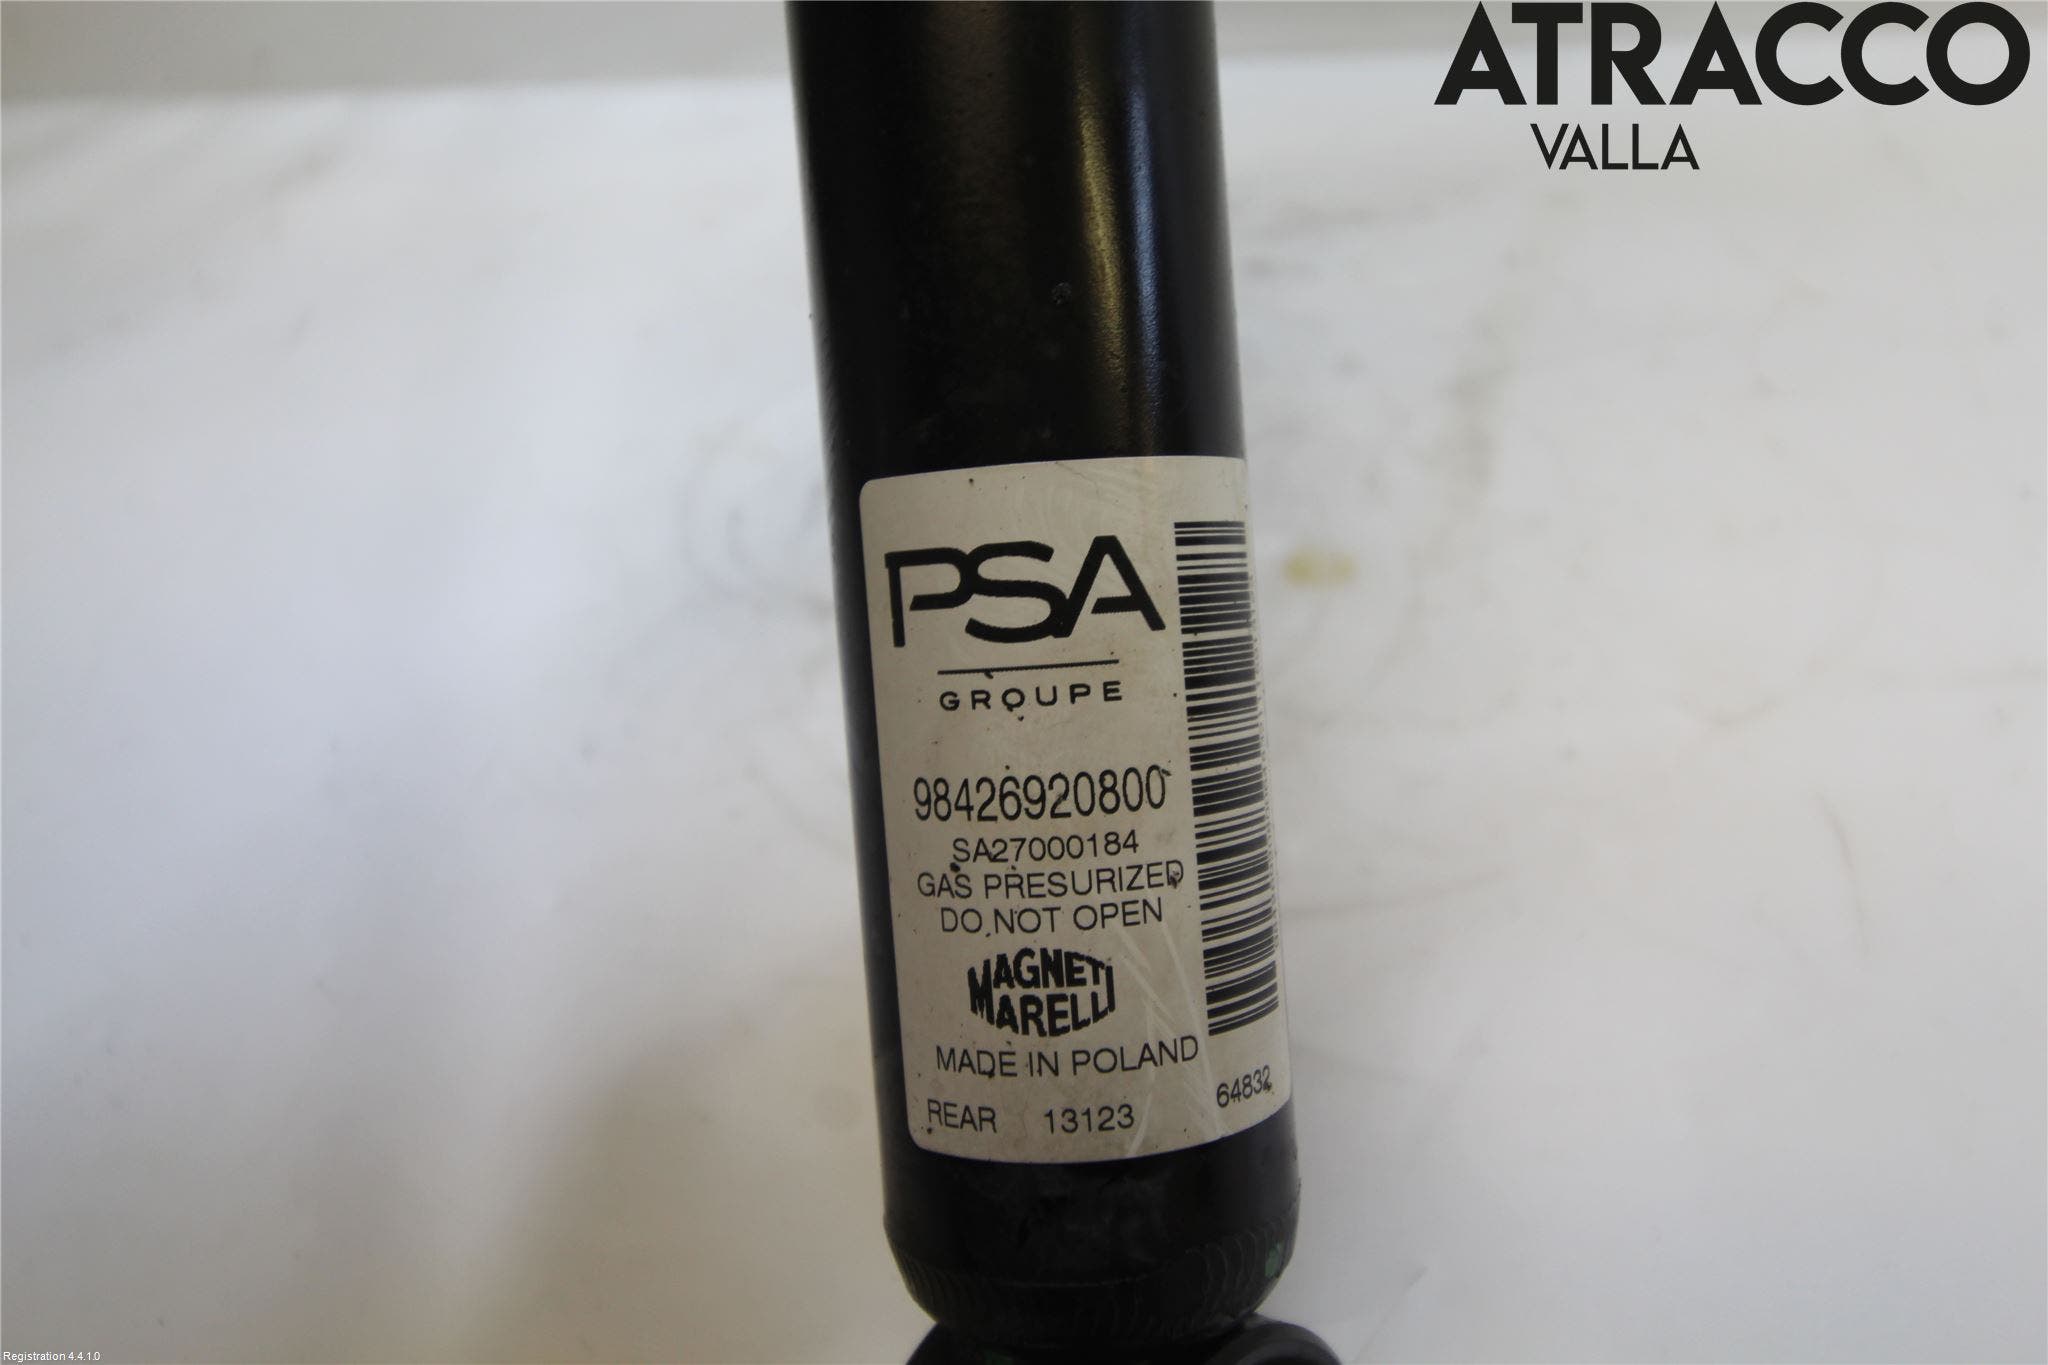 ATRACCO
VALLA
PSA
GROUPE
98426920800
SA27000184
GAS PRESURIZED
DO NOT OPEN
MAGNETI
MARELLI
MADE IN POLAND
REAR 13123
64832
Registration 4.4.1.0